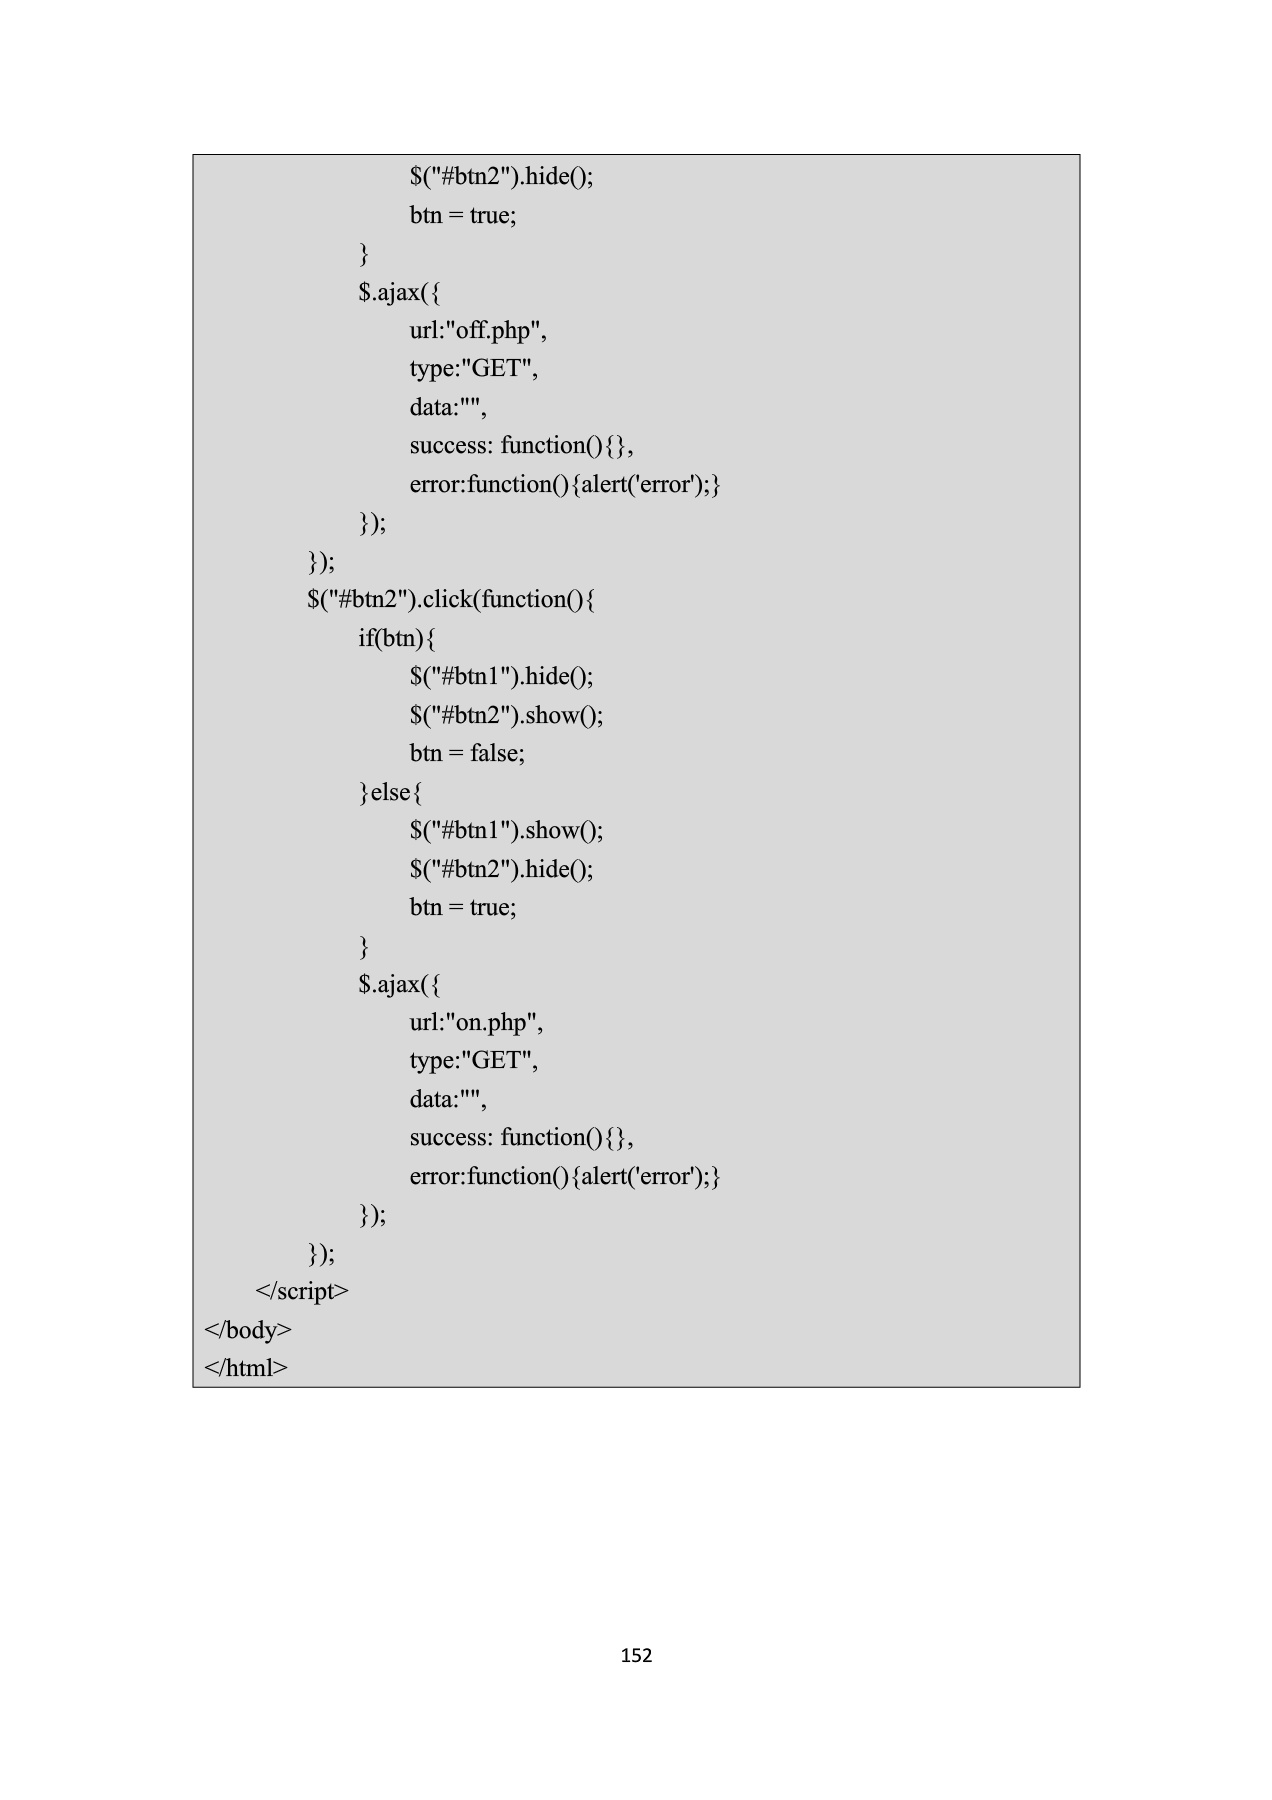 $("#btn2").hide();
btn = true;
}
$.ajax({
url:"off.php",
type:"GET",
data:"",
success: function(){},
error:function(){alert('error');}
});
});
$("#btn2").click(function(){
if(btn){
$("#btn1").hide();
$("#btn2").show();
btn = false;
}else{
$("#btn1").show();
$("#btn2").hide();
btn = true;
}
$.ajax({
url:"on.php",
type:"GET",
data:"",
success: function(){},
error:function(){alert('error');}
});
});
</script>
</body>
</html>
152